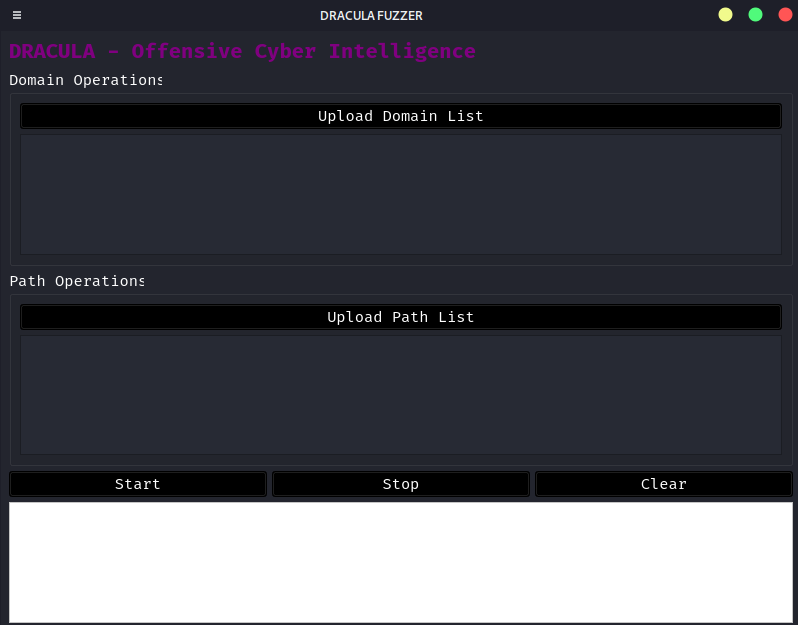 DRACULA FUZZER
DRACULA - Offensive Cyber Intelligence
Domain Operations
Upload Domain List
Path Operations
Upload Path List
Start Stop Clear